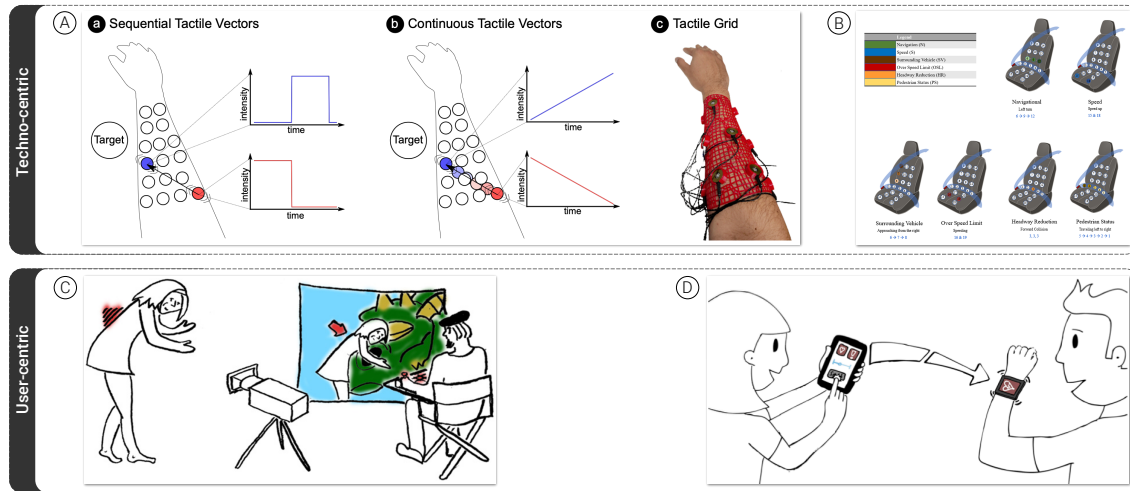 Techno-centric
A
a Sequential Tactile Vectors
Target
intensity
time
intensity
time
b Continuous Tactile Vectors
Target
intensity
time
intensity
time
c Tactile Grid
B
Legend
Navigation (N)
Speed (S)
Surrounding Vehicle (SV)
Over Speed Limit (OSL)
Headway Reduction (HR)
Pedestrian Status (PS)
Navigational
Left turn
Speed
Speed up
Surrounding Vehicle
Approaching from the right
Over Speed Limit
Speeding
Headway Reduction
Forward Collision
Pedestrian Status
Traveling left to right
User-centric
C
D